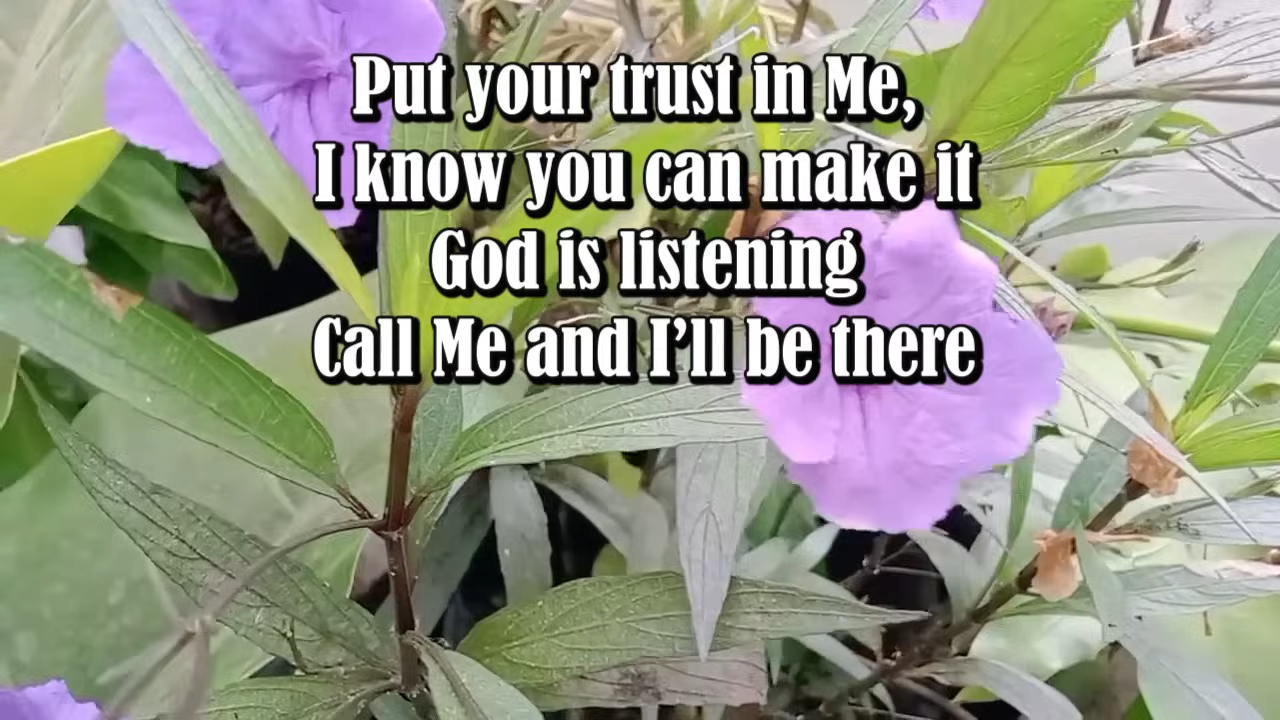 Put your trust in Me,
I know you can make it
God is listening
Call Me and I’ll be there